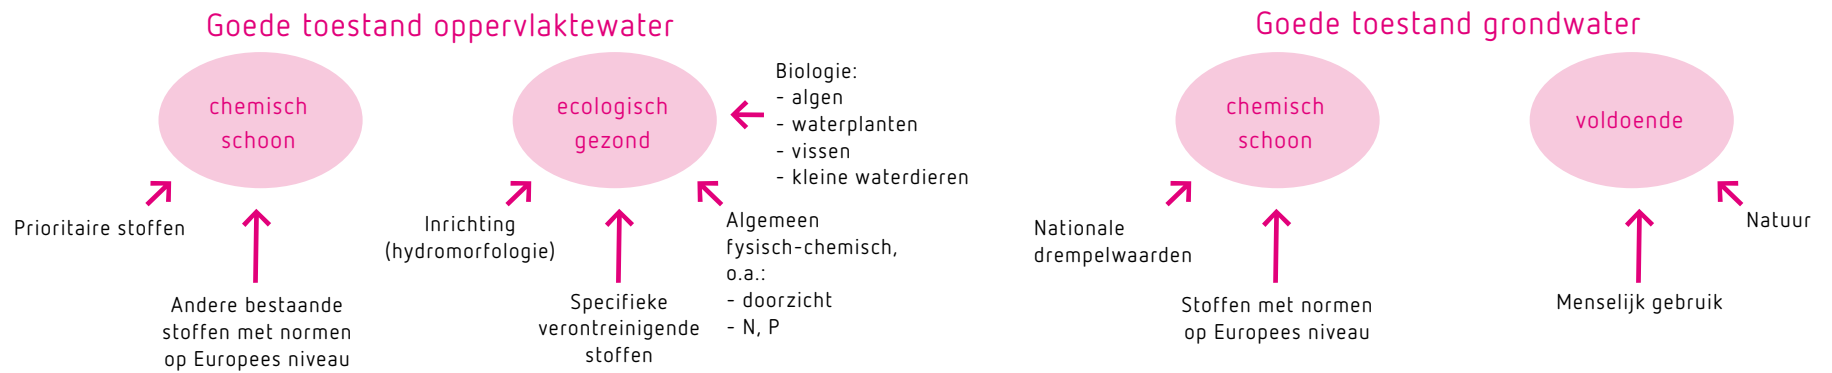 Goede toestand oppervlaktewater
chemisch
schoon
Prioritaire stoffen
Andere bestaande
stoffen met normen
op Europees niveau
ecologisch
gezond
Inrichting
(hydromorfologie)
Specifieke
verontreinigende
stoffen
Algemeen
fysisch-chemisch,
o.a.:
- doorzicht
- N, P
Biologie:
- algen
- waterplanten
- vissen
- kleine waterdieren
Goede toestand grondwater
chemisch
schoon
Nationale
drempelwaarden
Stoffen met normen
op Europees niveau
voldoende
Menselijk gebruik
Natuur